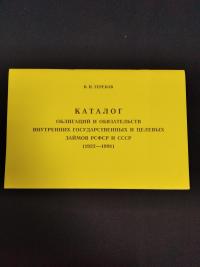 КАТАЛОГ
ОБЛИГАЦИЙ И ОБЯЗАТЕЛЬСТВ
ВНУТРЕННИХ ГОСУДАРСТВЕННЫХ И ЦЕЛЕВЫХ
ЗАЙМОВ РСФСР И СССР
(1922—1991)